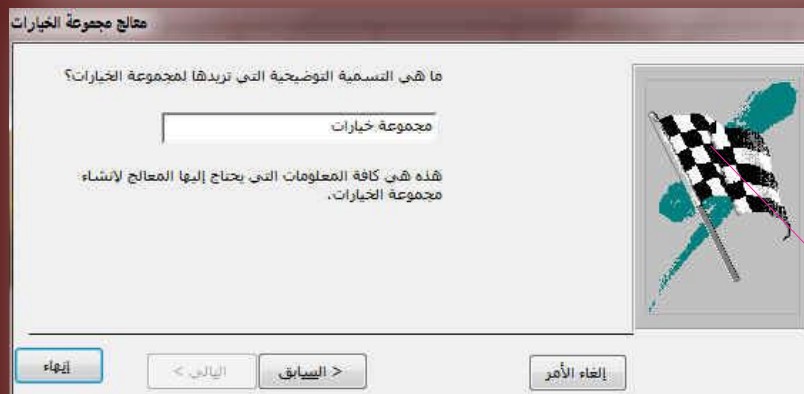 معالج مجموعة الخيارات
ما هي التسمية التوضيحية التي تريدها لمجموعة الخيارات؟
مجموعة خيارات
هذه هي كافة المعلومات التي يحتاج إليها المعالج لإنشاء
مجموعة الخيارات.
إلغاء الأمر
< السابق
التالي >
إنهاء